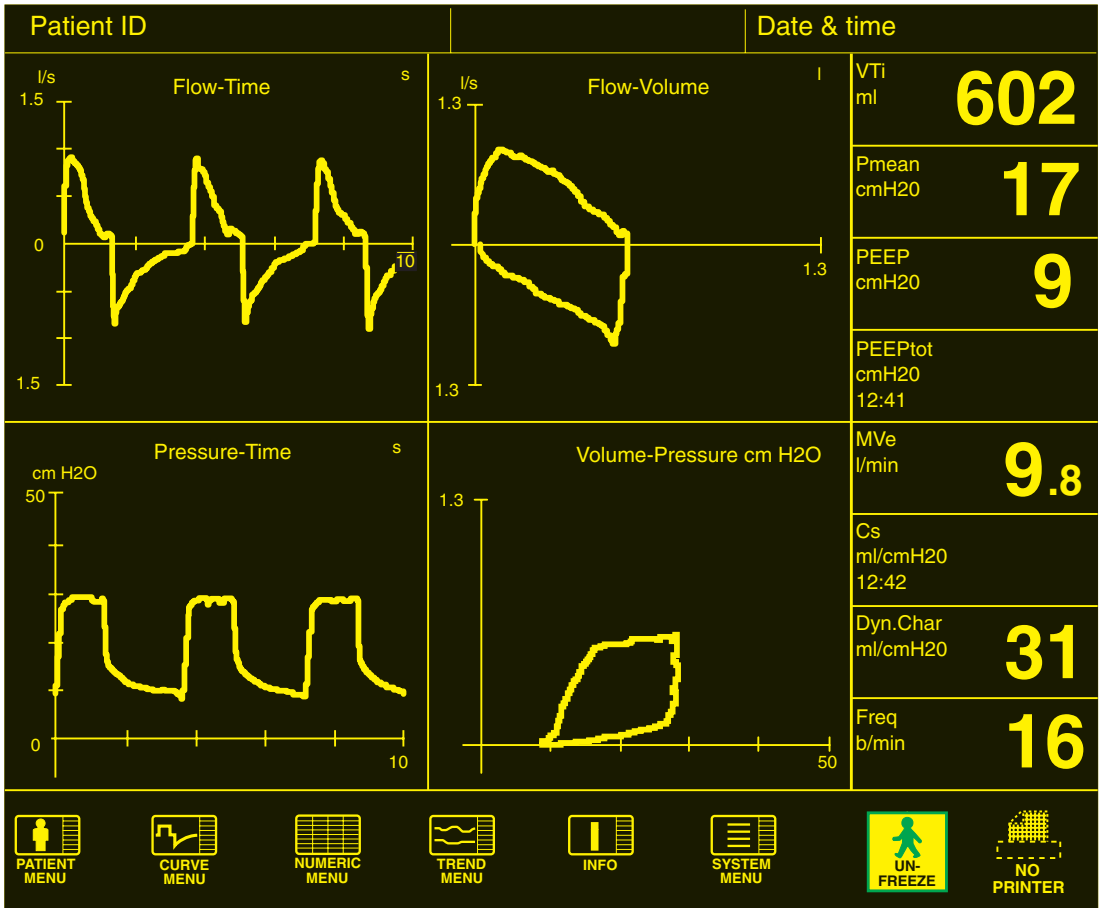 Patient ID
Date & time
l/s
Flow-Time
s
1.5
0
10
1.5
l/s
Flow-Volume
l
1.3
1.3
1.3
Pressure-Time
s
cm H2O
50
0
10
Volume-Pressure cm H2O
1.3
50
VTi
ml
602
Pmean
cmH20
17
PEEP
cmH20
9
PEEPtot
cmH20
12:41
MVe
l/min
9.8
Cs
ml/cmH20
12:42
Dyn.Char
ml/cmH20
31
Freq
b/min
16
PATIENT
MENU
CURVE
MENU
NUMERIC
MENU
TREND
MENU
INFO
SYSTEM
MENU
UN-
FREEZE
NO
PRINTER